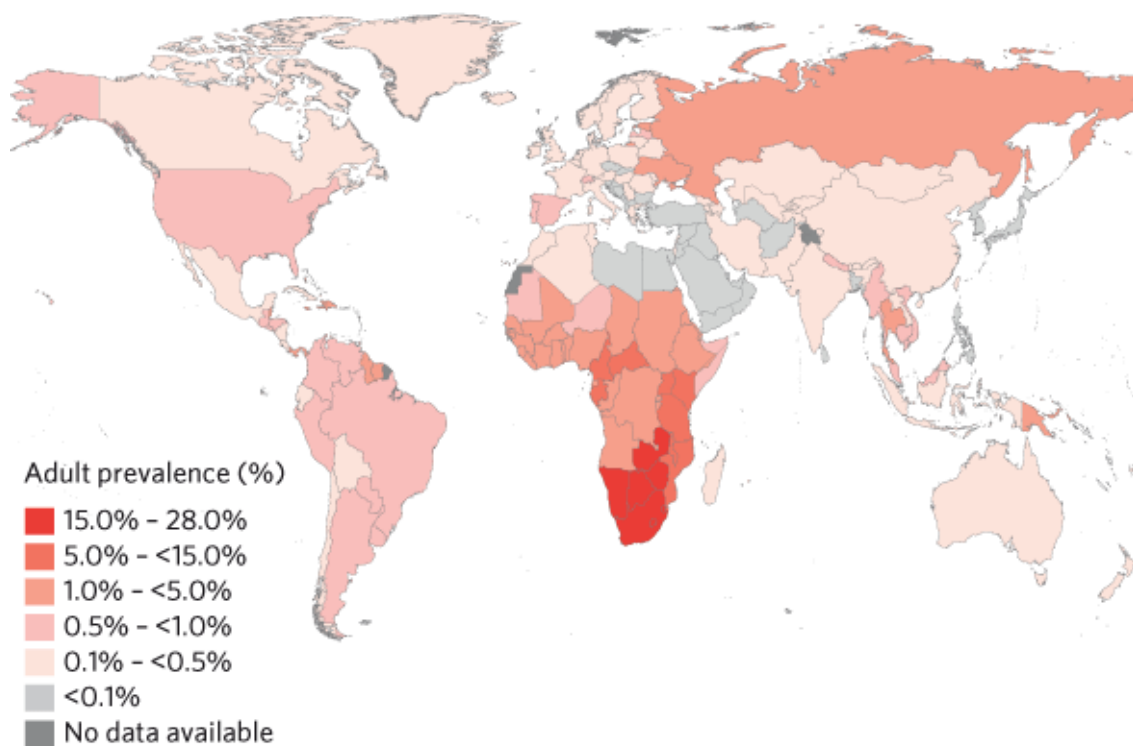 Adult prevalence (%)
15.0% – 28.0%
5.0% – <15.0%
1.0% – <5.0%
0.5% – <1.0%
0.1% – <0.5%
<0.1%
No data available